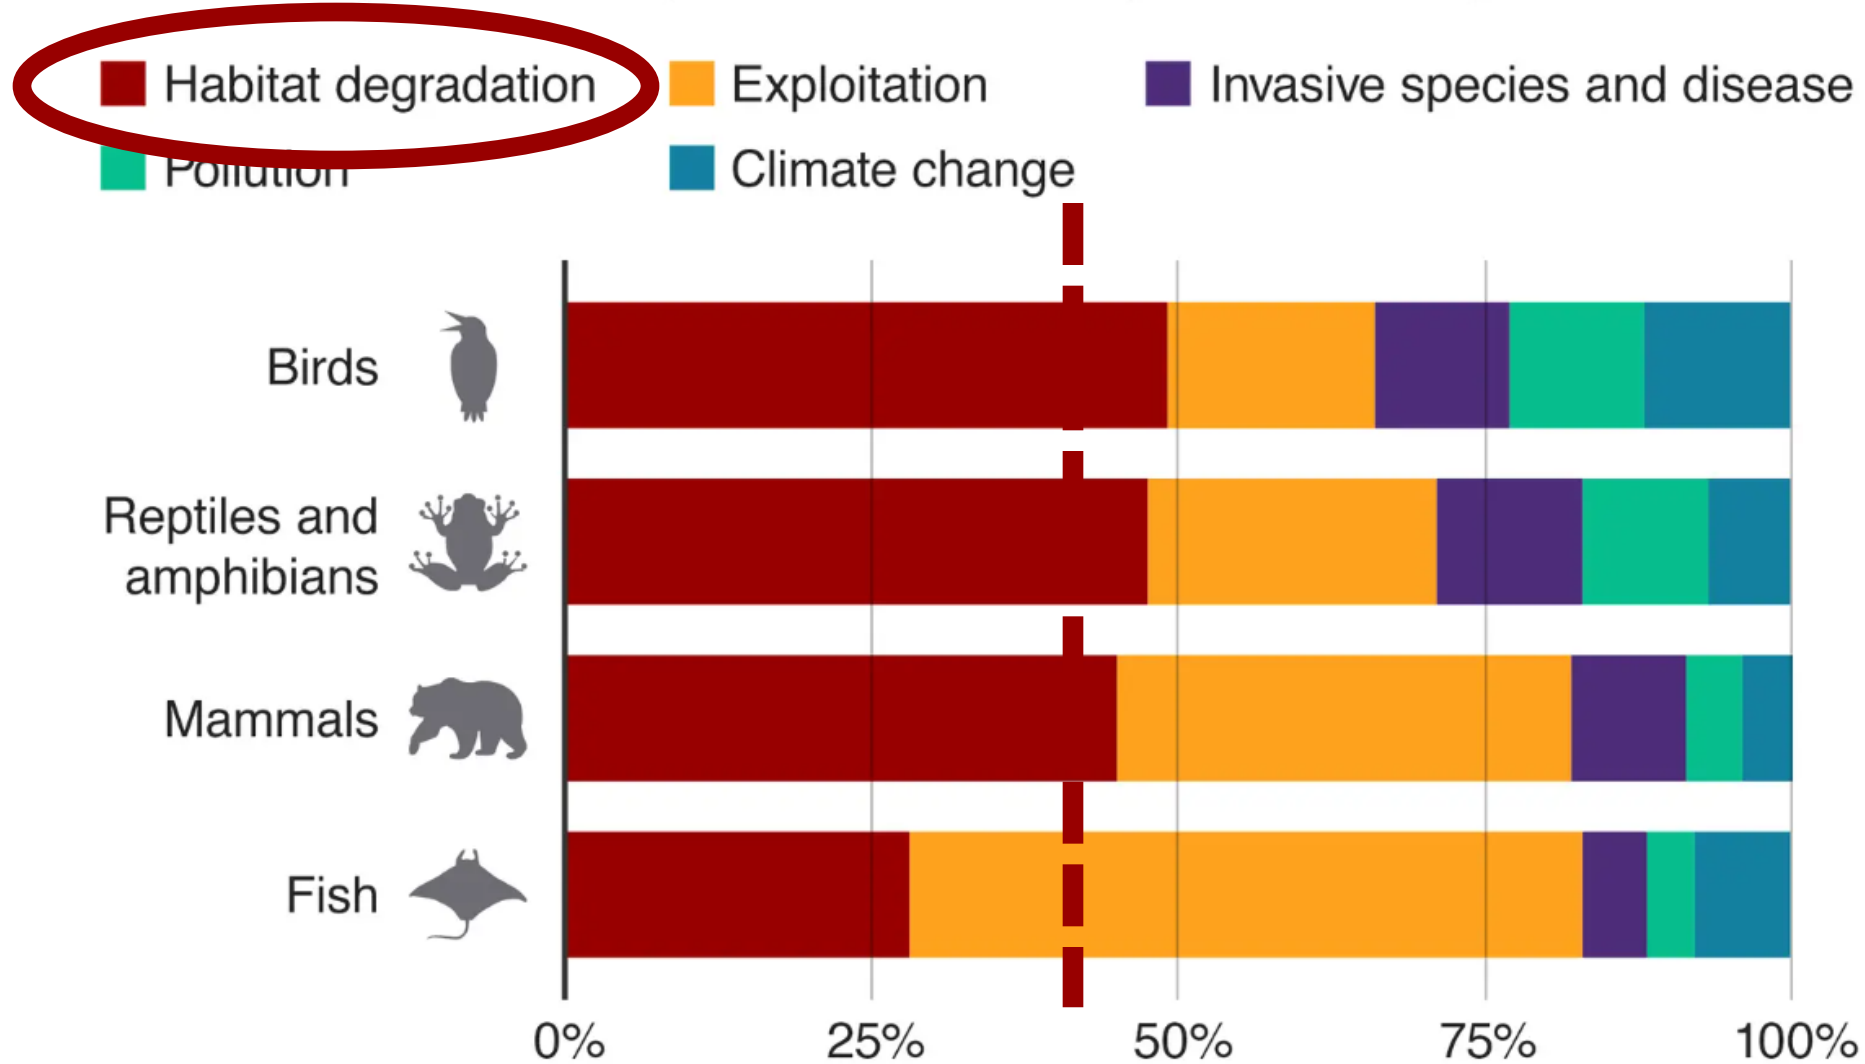 Habitat degradation
Exploitation
Invasive species and disease
Pollution
Climate change
Birds
Reptiles and
amphibians
Mammals
Fish
0% 25% 50% 75% 100%